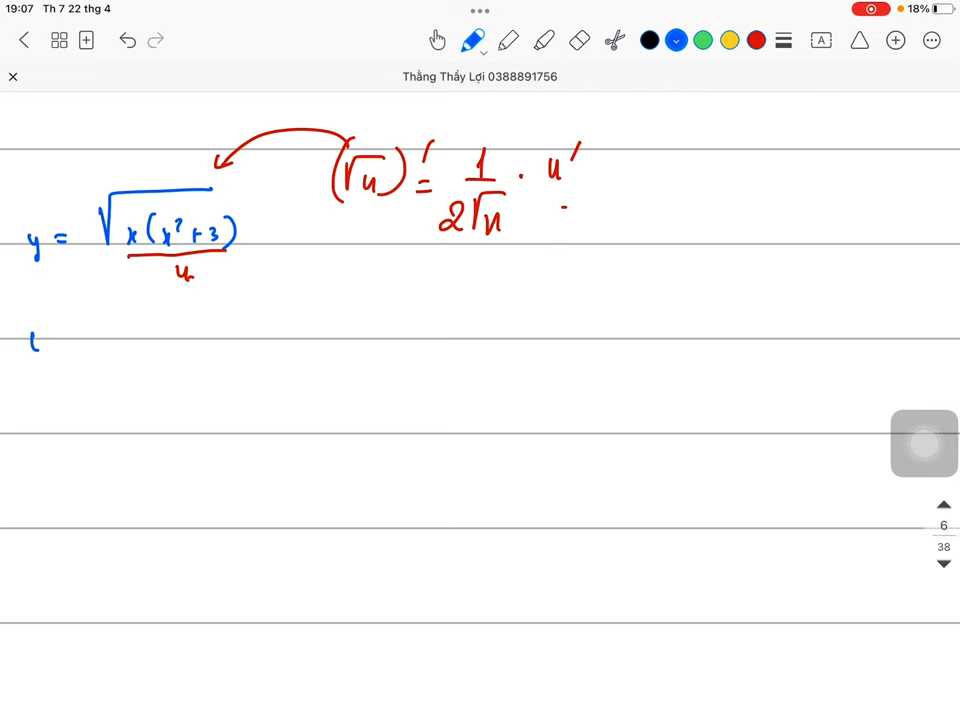 19:07 Th 7 22 thg 4 18%
Thằng Thầy Lợi 0388891756
(√u)' = 1/(2√u) · u'
y = √x(x² + 3)
u
6
38